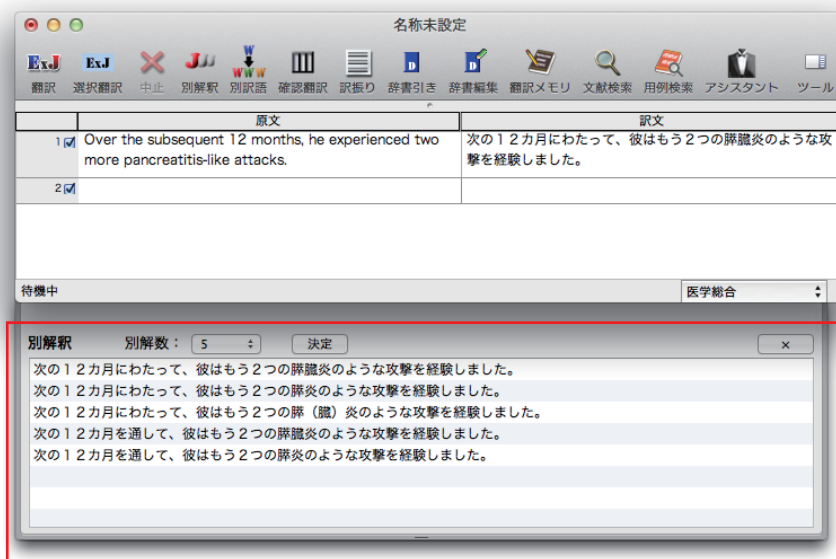 名称未設定
ExJ ExJ J W WWW D D
翻訳 選択翻訳 中止 別解釈 別訳語 確認翻訳 訳振り 辞書引き 辞書編集 翻訳メモリ 文献検索 用例検索 アシスタント ツール
原文 訳文
1 Over the subsequent 12 months, he experienced two 次の12カ月にわたって、彼はもう2つの膵臓炎のような攻
more pancreatitis-like attacks. 撃を経験しました。
2
待機中 医学総合
別解釈 別解数： 5 決定 ×
次の12カ月にわたって、彼はもう2つの膵臓炎のような攻撃を経験しました。
次の12カ月にわたって、彼はもう2つの膵炎のような攻撃を経験しました。
次の12カ月にわたって、彼はもう2つの膵（臓）炎のような攻撃を経験しました。
次の12カ月を通して、彼はもう2つの膵臓炎のような攻撃を経験しました。
次の12カ月を通して、彼はもう2つの膵炎のような攻撃を経験しました。